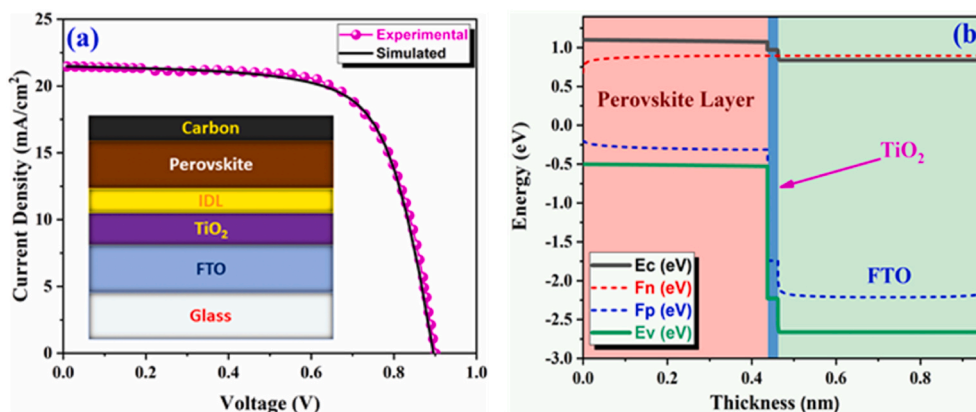 (a)
Experimental
Simulated
Current Density (mA/cm²)
25
20
15
10
5
0
Carbon
Perovskite
IDL
TiO₂
FTO
Glass
0.0 0.2 0.4 0.6 0.8 1.0
Voltage (V)
(b)
Energy (eV)
1.0
0.5
0.0
-0.5
-1.0
-1.5
-2.0
-2.5
-3.0
Perovskite Layer
TiO₂
FTO
Ec (eV)
Fn (eV)
Fp (eV)
Ev (eV)
0.0 0.2 0.4 0.6 0.8
Thickness (nm)